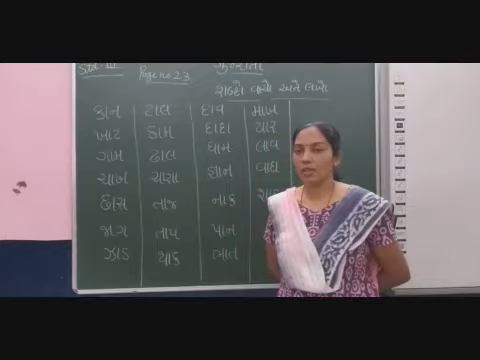 Std-III Page no 23 ગુજરાતી
શબ્દો વાંચો અને લખો
કાન ટાલ દાવ માખ
ખાટ ડામ દાદા ચાર
ગામ ઢાલ ધામ લાવ
ચાખ ચણા જ્ઞાન વાઘ
છાસ તાજ નાક
જાગ તાપ પાન
ઝાડ થાક ભાત